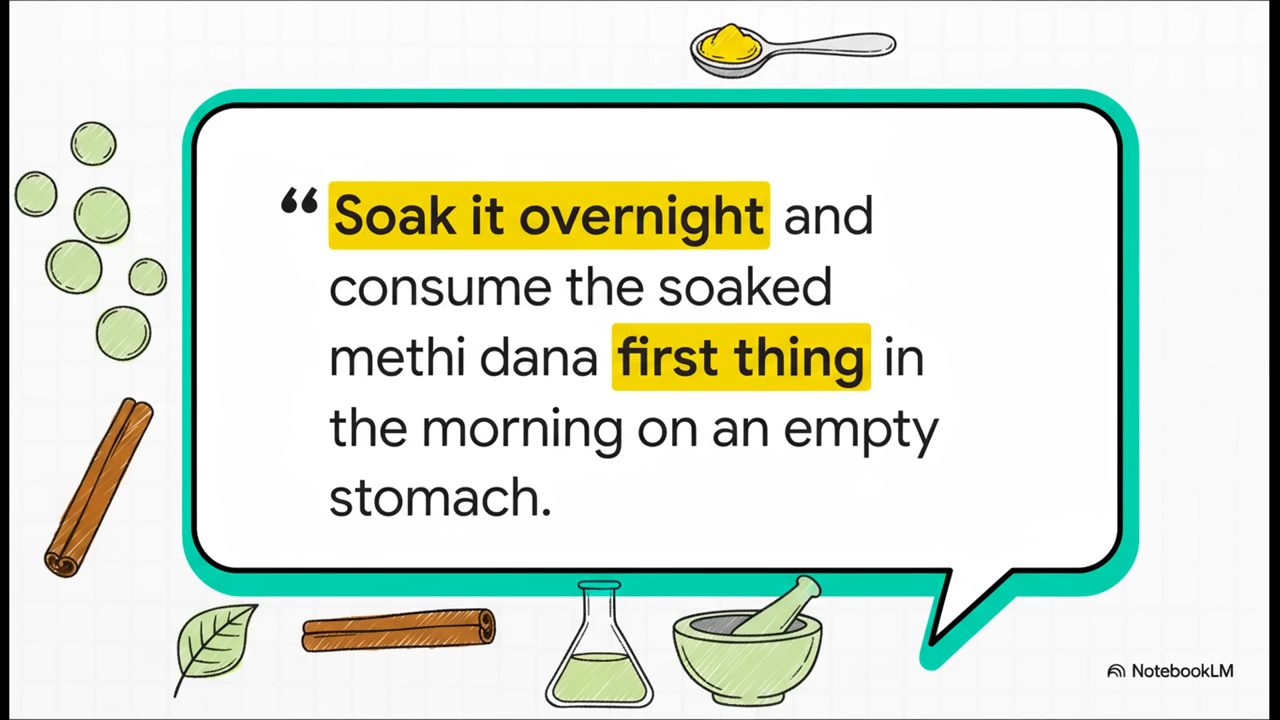 “ Soak it overnight and
consume the soaked
methi dana first thing in
the morning on an empty
stomach.
NotebookLM